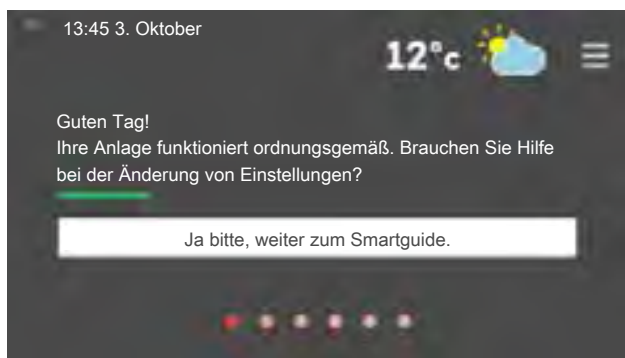 13:45 3. Oktober
12°c
Guten Tag!
Ihre Anlage funktioniert ordnungsgemäß. Brauchen Sie Hilfe
bei der Änderung von Einstellungen?
Ja bitte, weiter zum Smartguide.